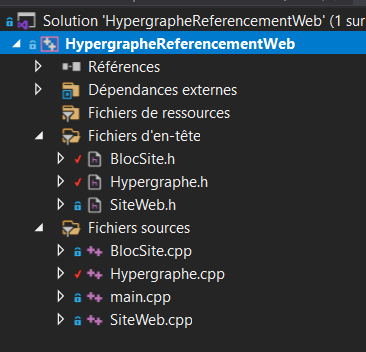 Solution 'HypergrapheReferencementWeb' (1 sur
HypergrapheReferencementWeb
Références
Dépendances externes
Fichiers de ressources
Fichiers d'en-tête
BlocSite.h
Hypergraphe.h
SiteWeb.h
Fichiers sources
BlocSite.cpp
Hypergraphe.cpp
main.cpp
SiteWeb.cpp